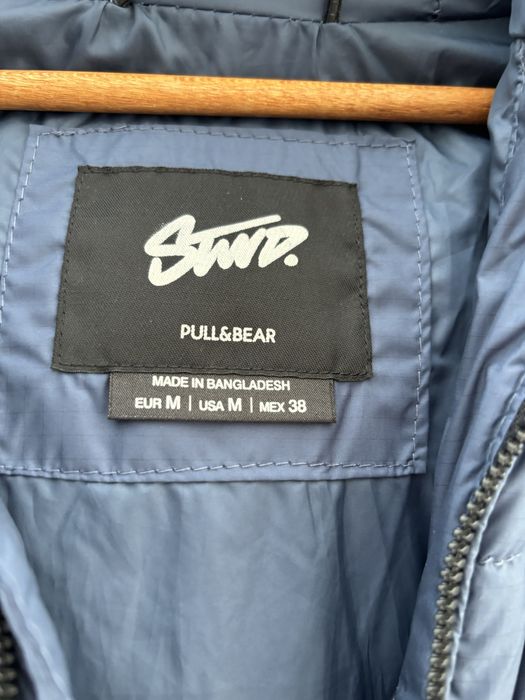 STWD.
PULL&BEAR
MADE IN BANGLADESH
EUR M | USA M | MEX 38